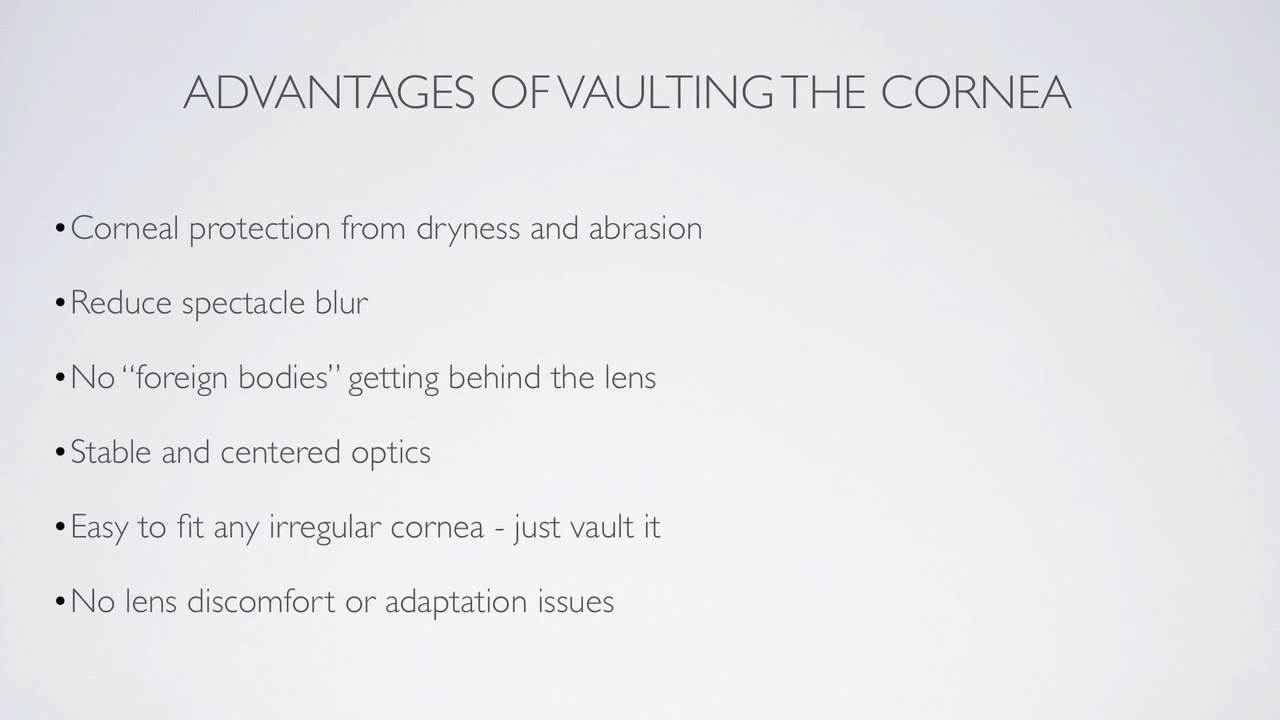 ADVANTAGES OF VAULTING THE CORNEA
•Corneal protection from dryness and abrasion
•Reduce spectacle blur
•No “foreign bodies” getting behind the lens
•Stable and centered optics
•Easy to fit any irregular cornea - just vault it
•No lens discomfort or adaptation issues